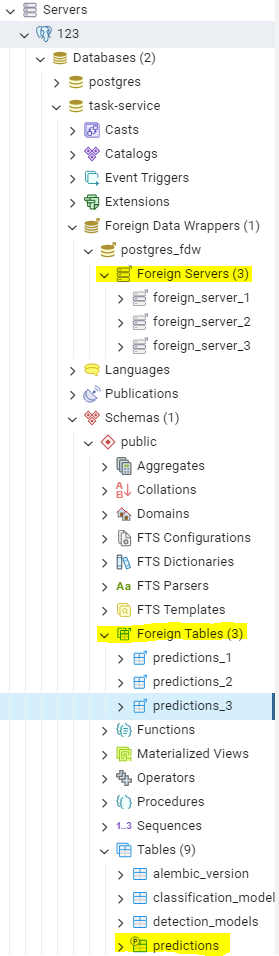 Servers
123
Databases (2)
postgres
task-service
Casts
Catalogs
Event Triggers
Extensions
Foreign Data Wrappers (1)
postgres_fdw
Foreign Servers (3)
foreign_server_1
foreign_server_2
foreign_server_3
Languages
Publications
Schemas (1)
public
Aggregates
Collations
Domains
FTS Configurations
FTS Dictionaries
Aa FTS Parsers
FTS Templates
Foreign Tables (3)
predictions_1
predictions_2
predictions_3
Functions
Materialized Views
Operators
Procedures
1..3 Sequences
Tables (9)
alembic_version
classification_model
detection_models
predictions